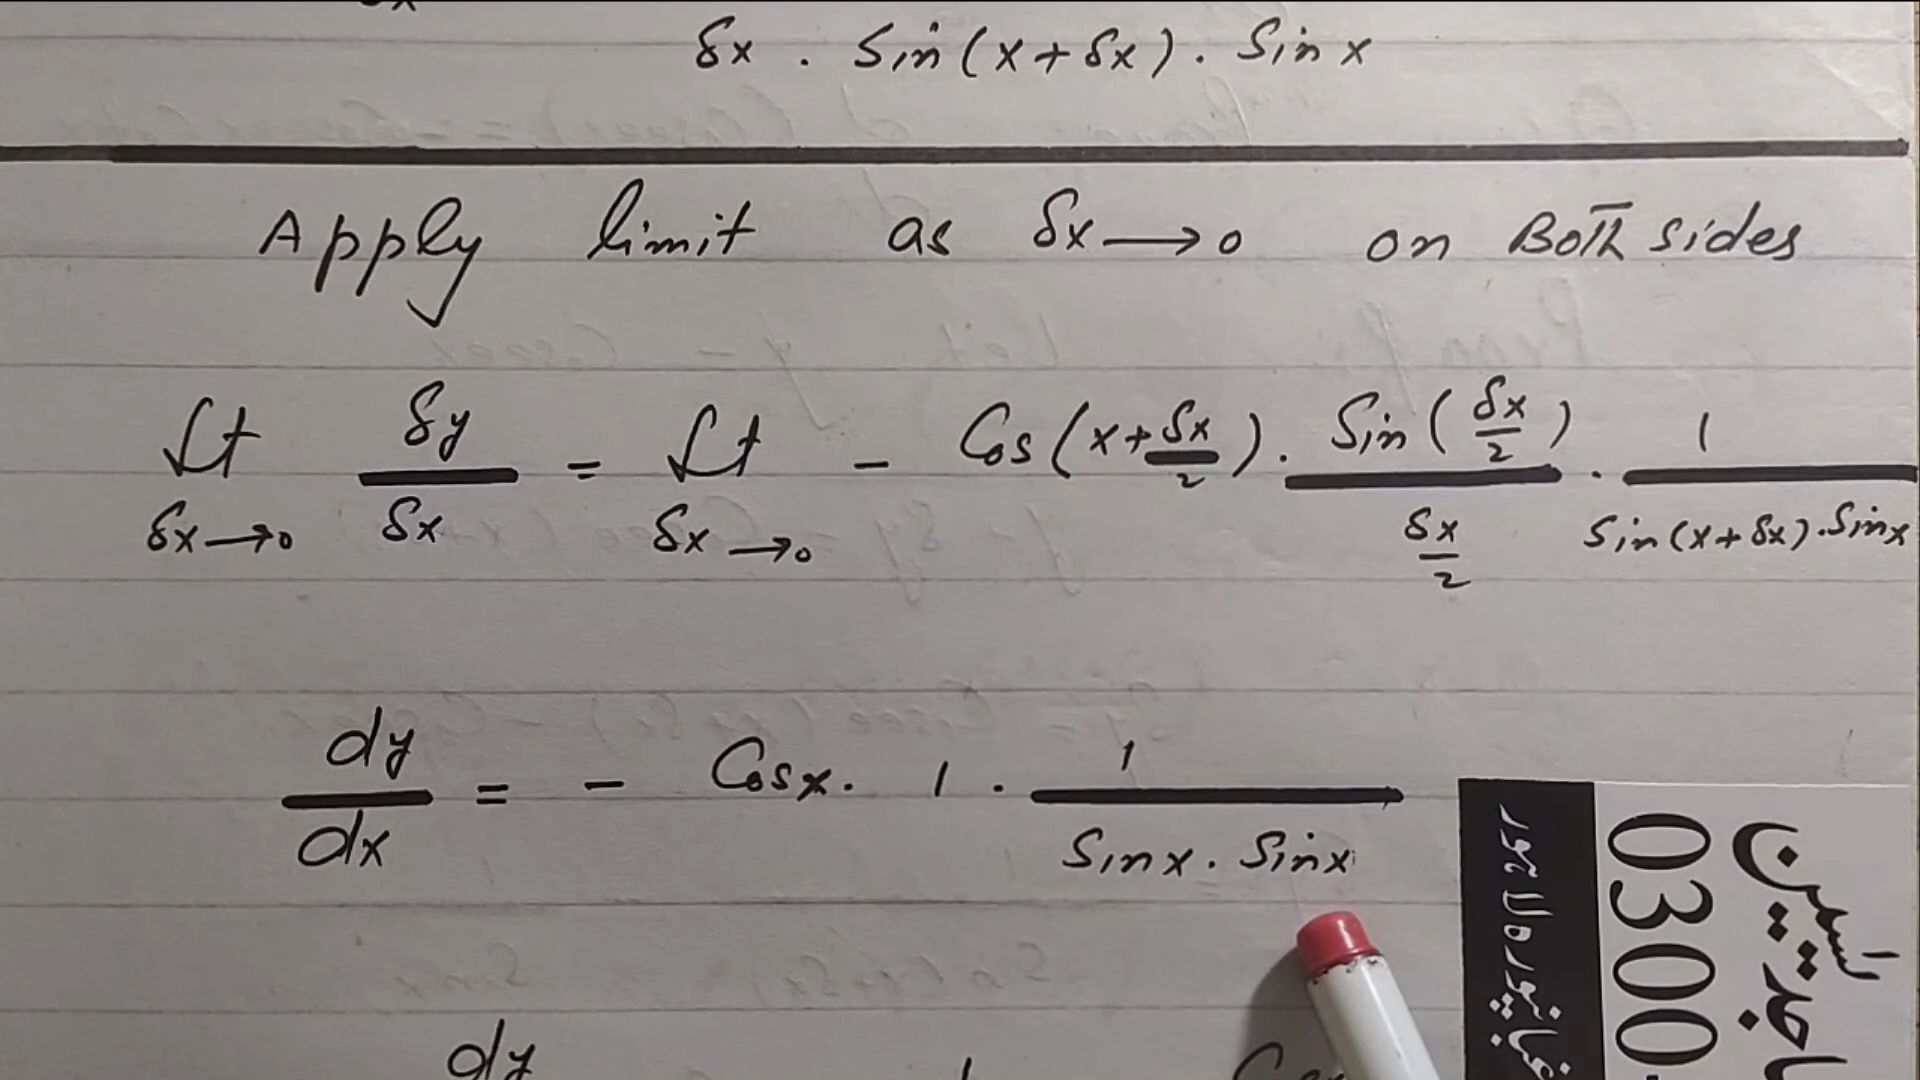 δx . Sin(x+δx). Sinx
Apply limit as δx→0 on Both sides
Lt δx→0 δy/δx = Lt δx→0 - Cos(x+δx/2). Sin(δx/2)/(δx/2) . 1/(Sin(x+δx).Sinx)
dy/dx = - Cosx. 1 . 1/(Sinx. Sinx)
dy
0300